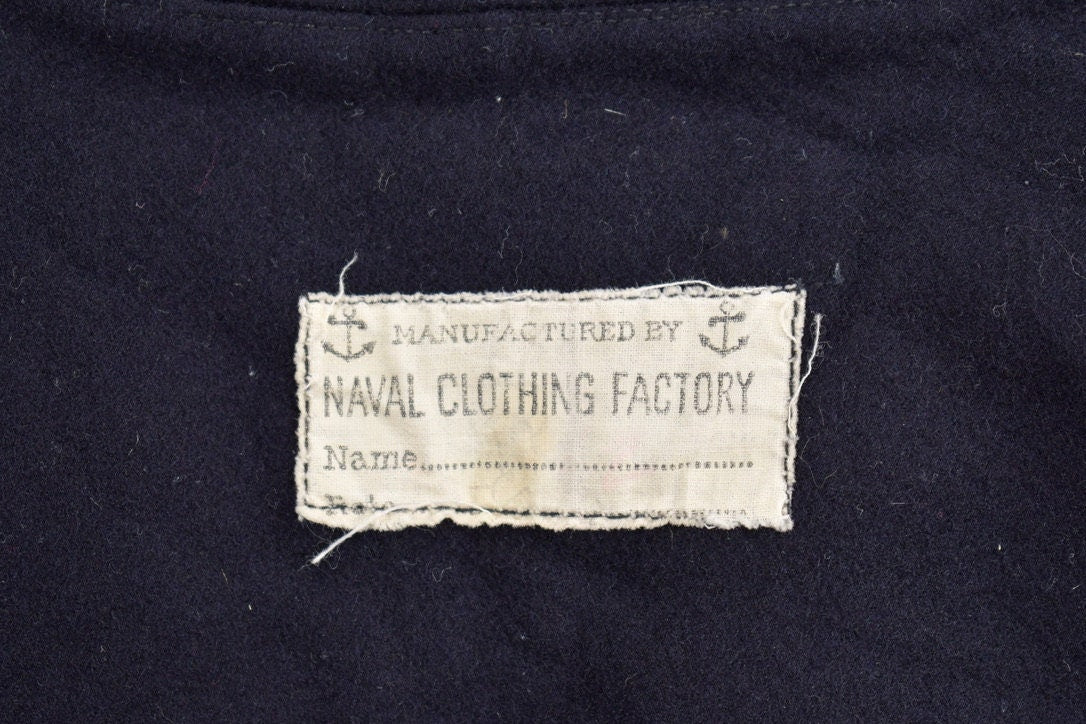 MANUFACTURED BY
NAVAL CLOTHING FACTORY
Name..............................